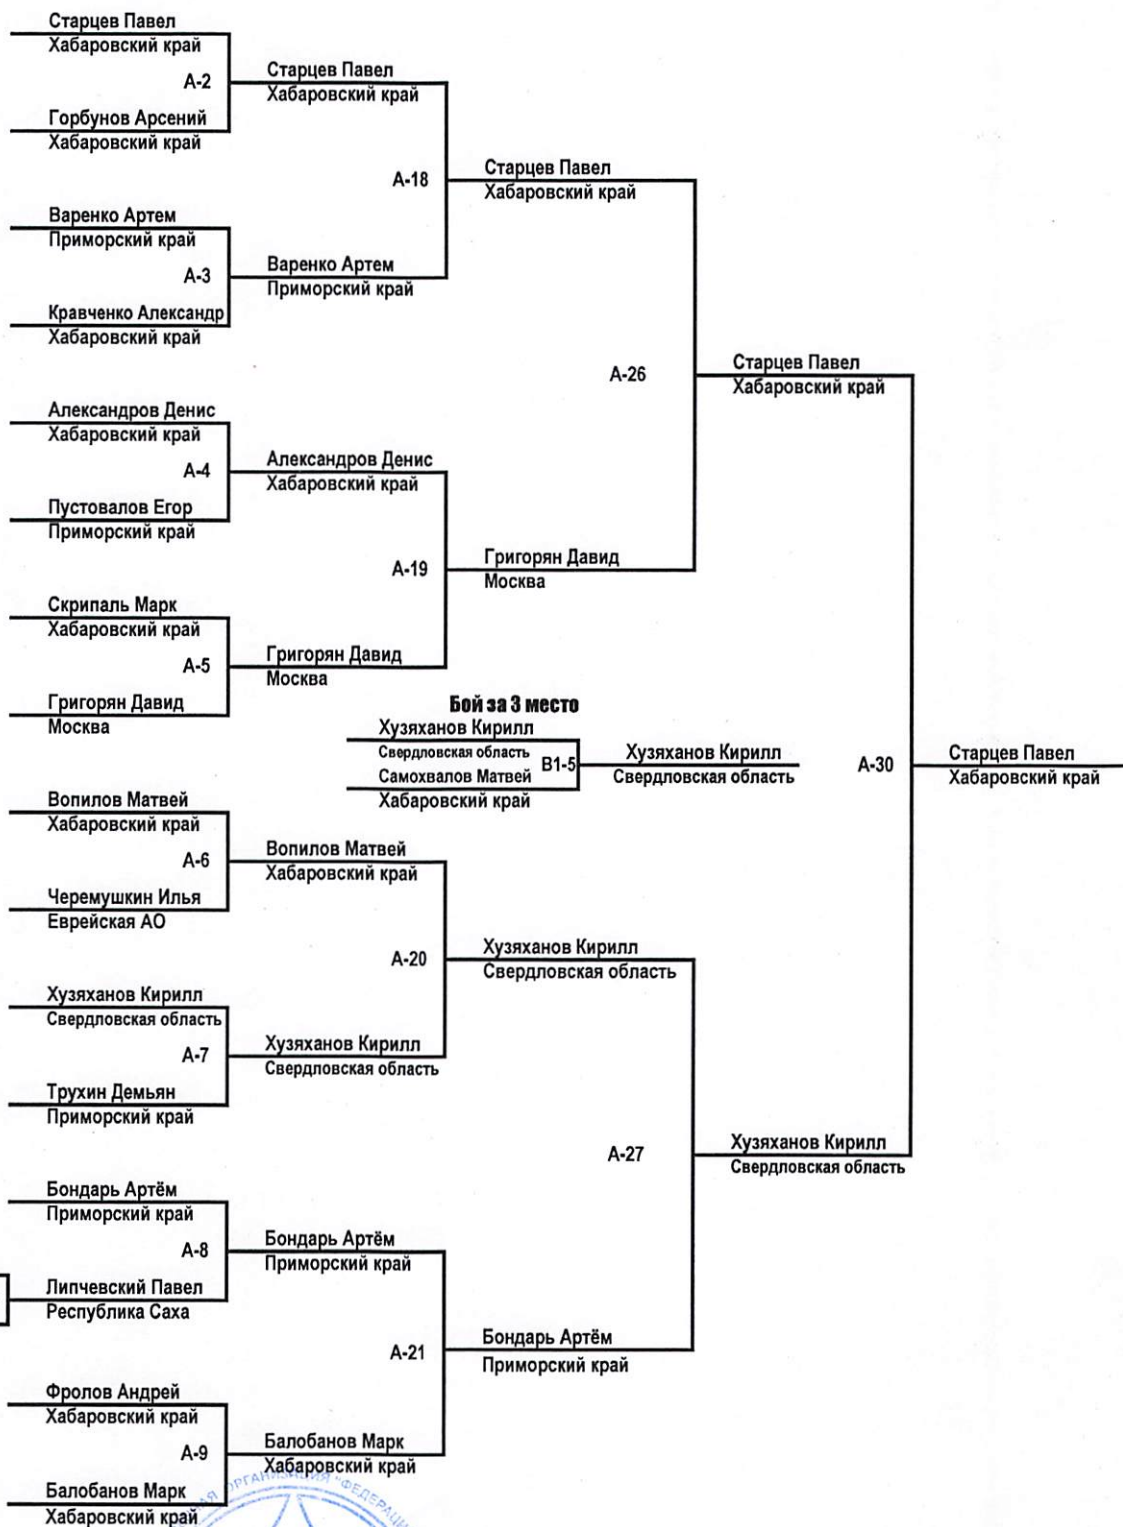 Старцев Павел
Хабаровский край
А-2
Горбунов Арсений
Хабаровский край
Варенко Артем
Приморский край
А-3
Кравченко Александр
Хабаровский край
Александров Денис
Хабаровский край
А-4
Пустовалов Егор
Приморский край
Скрипаль Марк
Хабаровский край
А-5
Григорян Давид
Москва
Вопилов Матвей
Хабаровский край
А-6
Черемушкин Илья
Еврейская АО
Хузяханов Кирилл
Свердловская область
А-7
Трухин Демьян
Приморский край
Бондарь Артём
Приморский край
А-8
Липчевский Павел
Республика Саха
Фролов Андрей
Хабаровский край
А-9
Балобанов Марк
Хабаровский край
Старцев Павел
Хабаровский край
А-18
Варенко Артем
Приморский край
Александров Денис
Хабаровский край
А-19
Григорян Давид
Москва
Бой за 3 место
Хузяханов Кирилл
Свердловская область
В1-5
Самохвалов Матвей
Хабаровский край
Хузяханов Кирилл
Свердловская область
Вопилов Матвей
Хабаровский край
А-20
Хузяханов Кирилл
Свердловская область
Бондарь Артём
Приморский край
А-21
Балобанов Марк
Хабаровский край
Старцев Павел
Хабаровский край
А-26
Григорян Давид
Москва
Хузяханов Кирилл
Свердловская область
А-27
Бондарь Артём
Приморский край
Старцев Павел
Хабаровский край
А-30
Хузяханов Кирилл
Свердловская область
Старцев Павел
Хабаровский край
ОРГАНИЗАЦИЯ